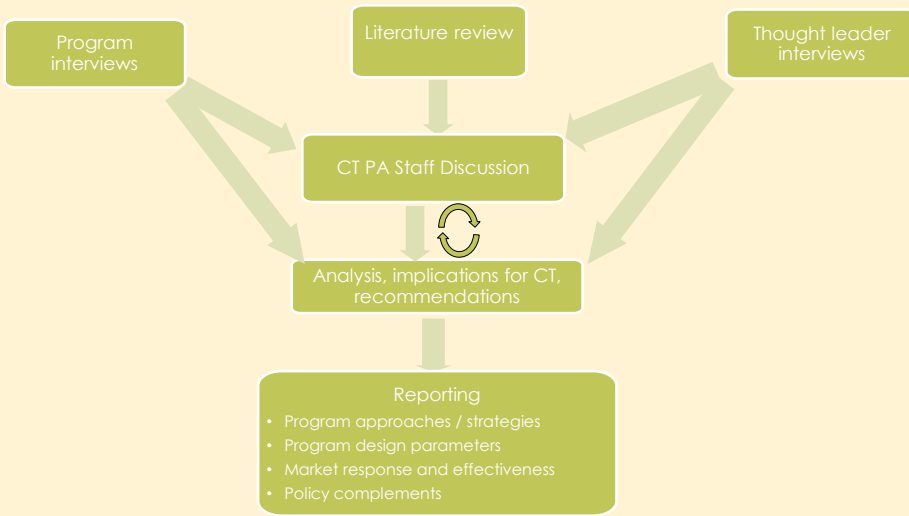 Program
interviews
Literature review
Thought leader
interviews
CT PA Staff Discussion
Analysis, implications for CT,
recommendations
Reporting
• Program approaches / strategies
• Program design parameters
• Market response and effectiveness
• Policy complements